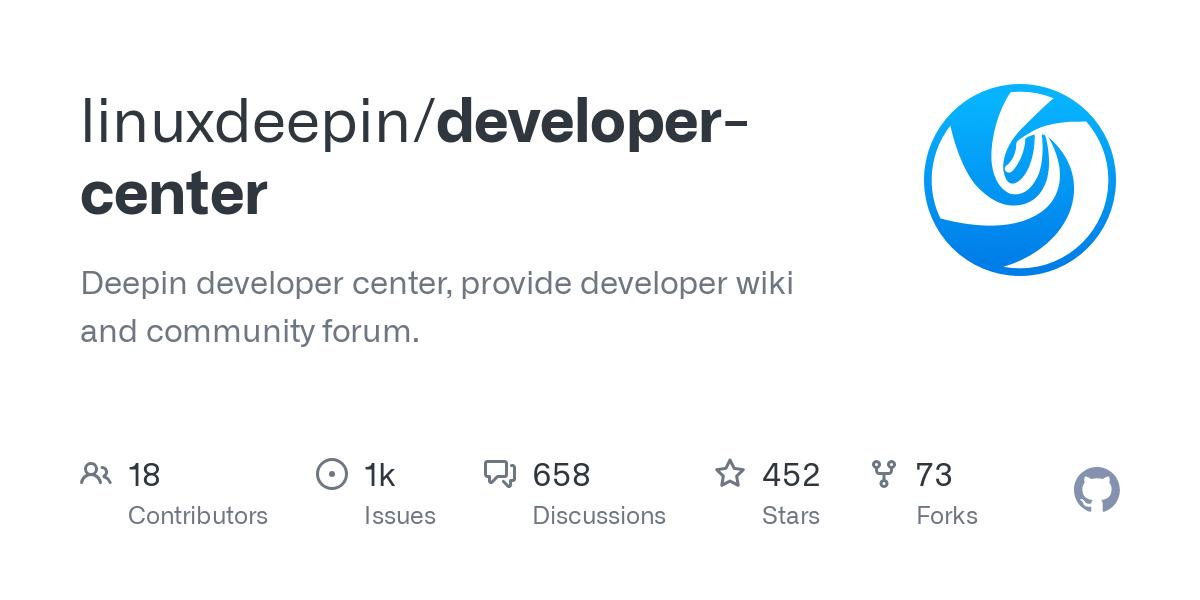 linuxdeepin/developer-
center
Deepin developer center, provide developer wiki
and community forum.
18 1k 658 452 73
Contributors Issues Discussions Stars Forks